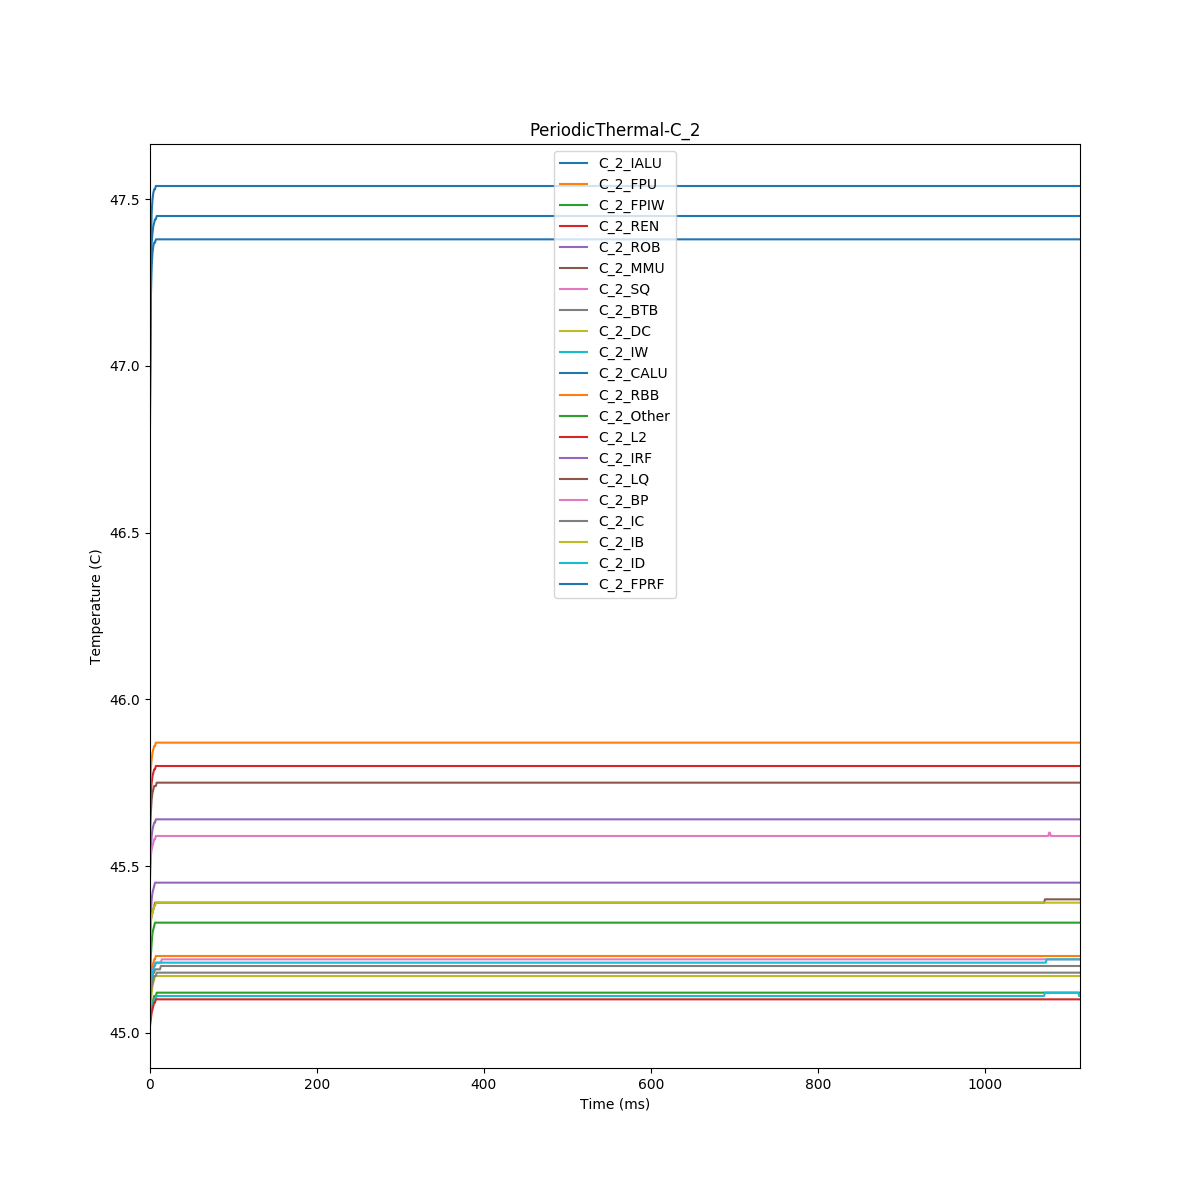 PeriodicThermal-C_2
C_2_IALU
C_2_FPU
C_2_FPIW
C_2_REN
C_2_ROB
C_2_MMU
C_2_SQ
C_2_BTB
C_2_DC
C_2_IW
C_2_CALU
C_2_RBB
C_2_Other
C_2_L2
C_2_IRF
C_2_LQ
C_2_BP
C_2_IC
C_2_IB
C_2_ID
C_2_FPRF
47.5
47.0
46.5
46.0
45.5
45.0
Temperature (C)
0 200 400 600 800 1000
Time (ms)